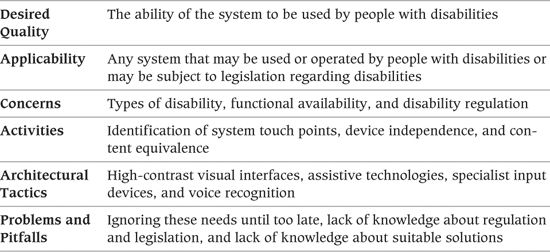 Desired The ability of the system to be used by people with disabilities
Quality
Applicability Any system that may be used or operated by people with disabilities or
may be subject to legislation regarding disabilities
Concerns Types of disability, functional availability, and disability regulation
Activities Identification of system touch points, device independence, and con-
tent equivalence
Architectural High-contrast visual interfaces, assistive technologies, specialist input
Tactics devices, and voice recognition
Problems and Ignoring these needs until too late, lack of knowledge about regulation
Pitfalls and legislation, and lack of knowledge about suitable solutions